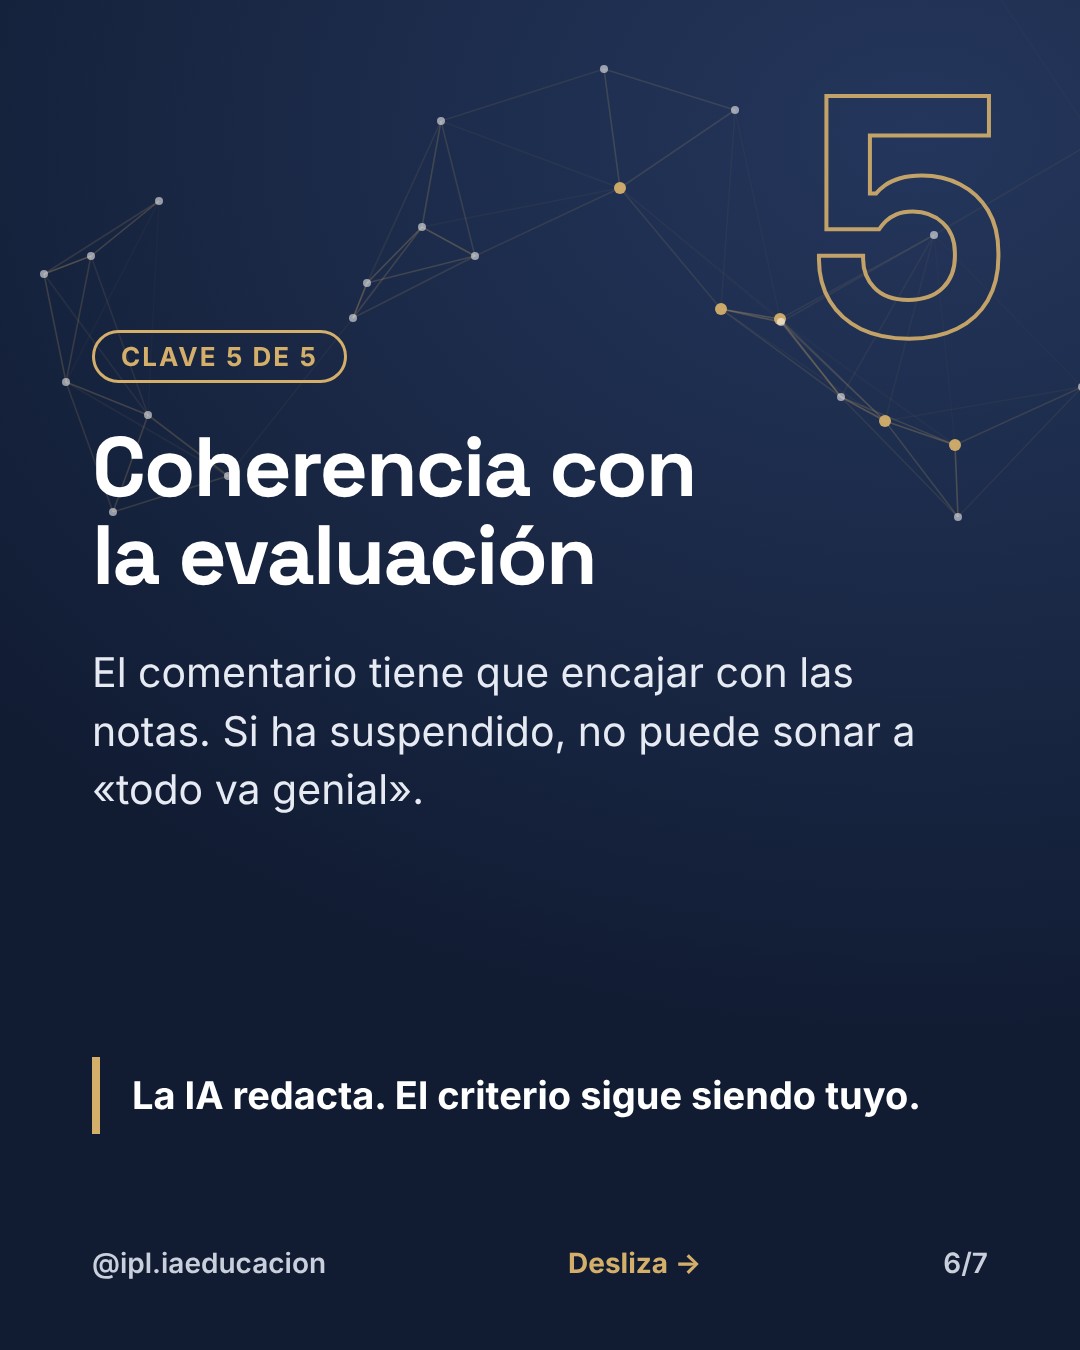 5
CLAVE 5 DE 5
Coherencia con
la evaluación
El comentario tiene que encajar con las
notas. Si ha suspendido, no puede sonar a
«todo va genial».
La IA redacta. El criterio sigue siendo tuyo.
@ipl.iaeducacion
Desliza →
6/7